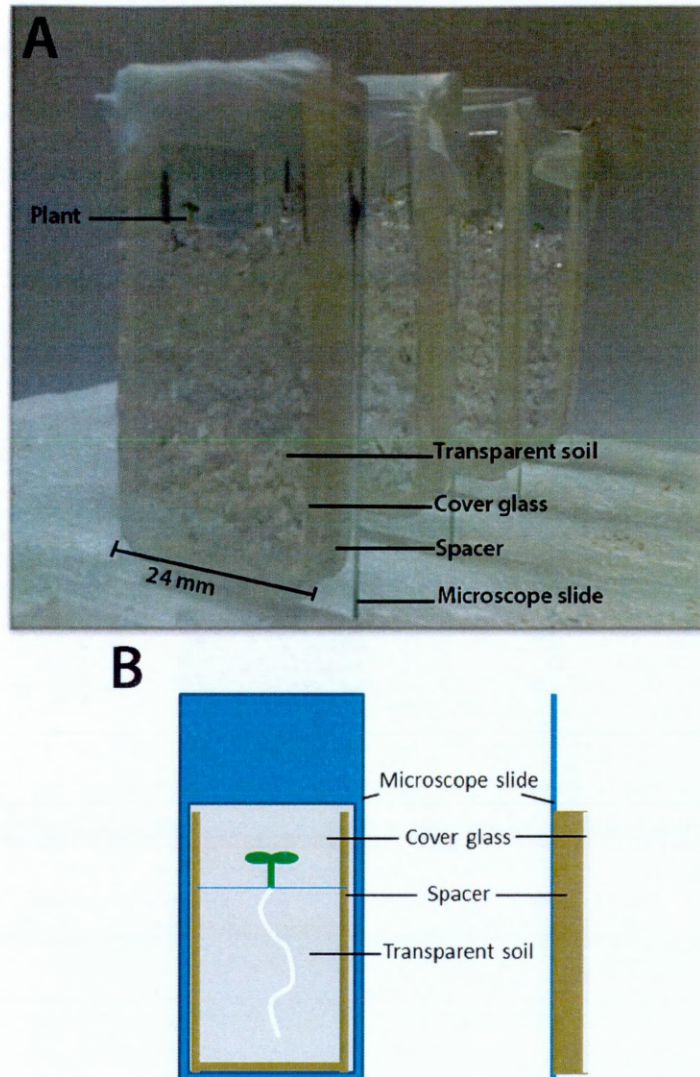 A
Plant
Transparent soil
Cover glass
Spacer
24 mm
Microscope slide
B
Microscope slide
Cover glass
Spacer
Transparent soil